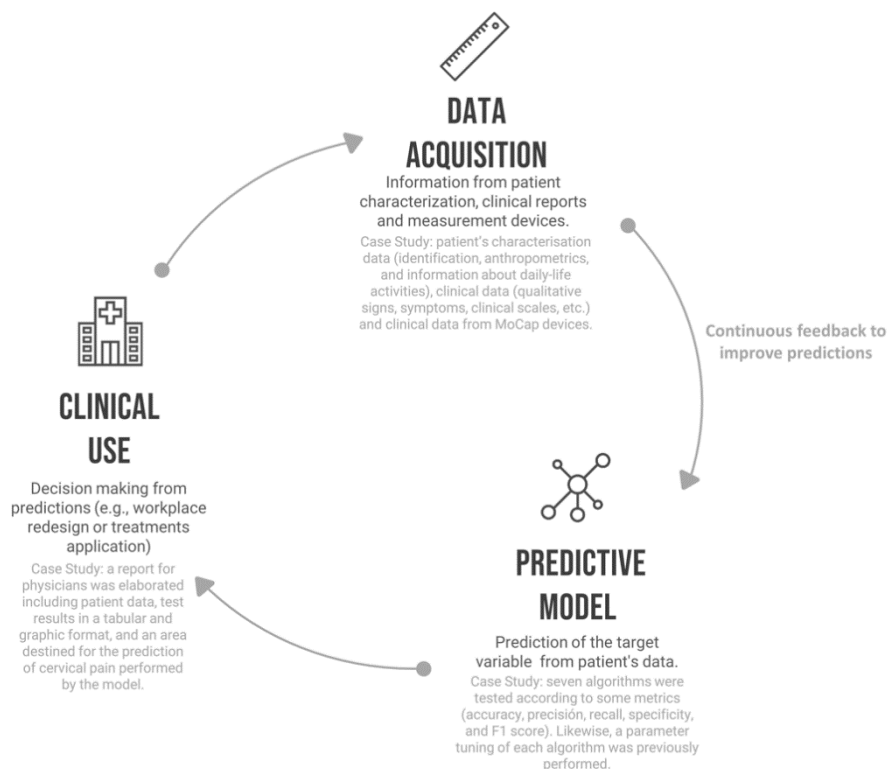 DATA
ACQUISITION
Information from patient
characterization, clinical reports
and measurement devices.
Case Study: patient's characterisation
data (identification, anthropometrics,
and information about daily-life
activities), clinical data (qualitative
signs, symptoms, clinical scales, etc.)
and clinical data from MoCap devices.
Continuous feedback to
improve predictions
PREDICTIVE
MODEL
Prediction of the target
variable from patient's data.
Case Study: seven algorithms were
tested according to some metrics
(accuracy, precisión, recall, specificity,
and F1 score). Likewise, a parameter
tuning of each algorithm was previously
performed.
CLINICAL
USE
Decision making from
predictions (e.g., workplace
redesign or treatments
application)
Case Study: a report for
physicians was elaborated
including patient data, test
results in a tabular and
graphic format, and an area
destined for the prediction
of cervical pain performed
by the model.